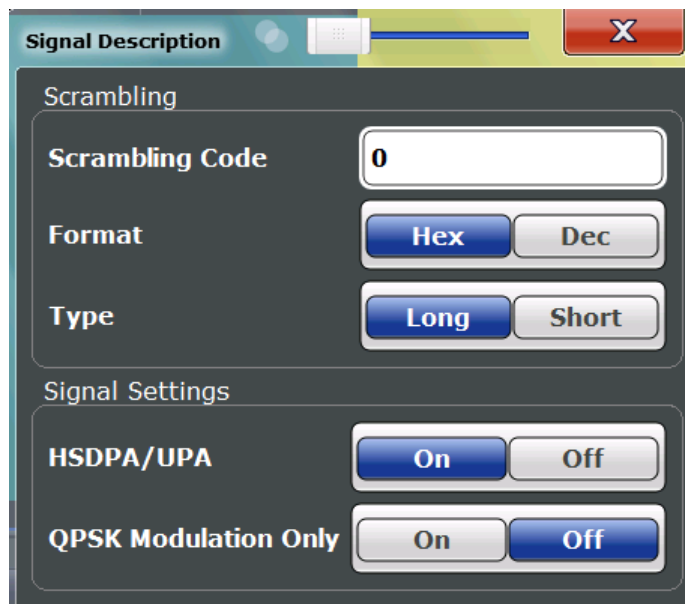 Signal Description X
Scrambling
Scrambling Code 0
Format Hex Dec
Type Long Short
Signal Settings
HSDPA/UPA On Off
QPSK Modulation Only On Off